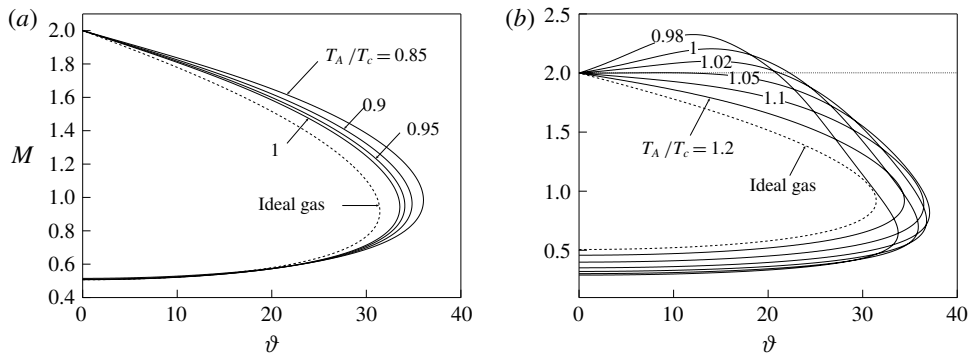 (a)
2.0
1.8
1.6
1.4
1.2
1.0
0.8
0.6
0.4
M
T_A/T_c = 0.85
0.9
0.95
1
Ideal gas
0 10 20 30 40
ϑ
(b)
2.5
2.0
1.5
1.0
0.5
0.98
1
1.02
1.05
1.1
T_A/T_c = 1.2
Ideal gas
0 10 20 30 40
ϑ